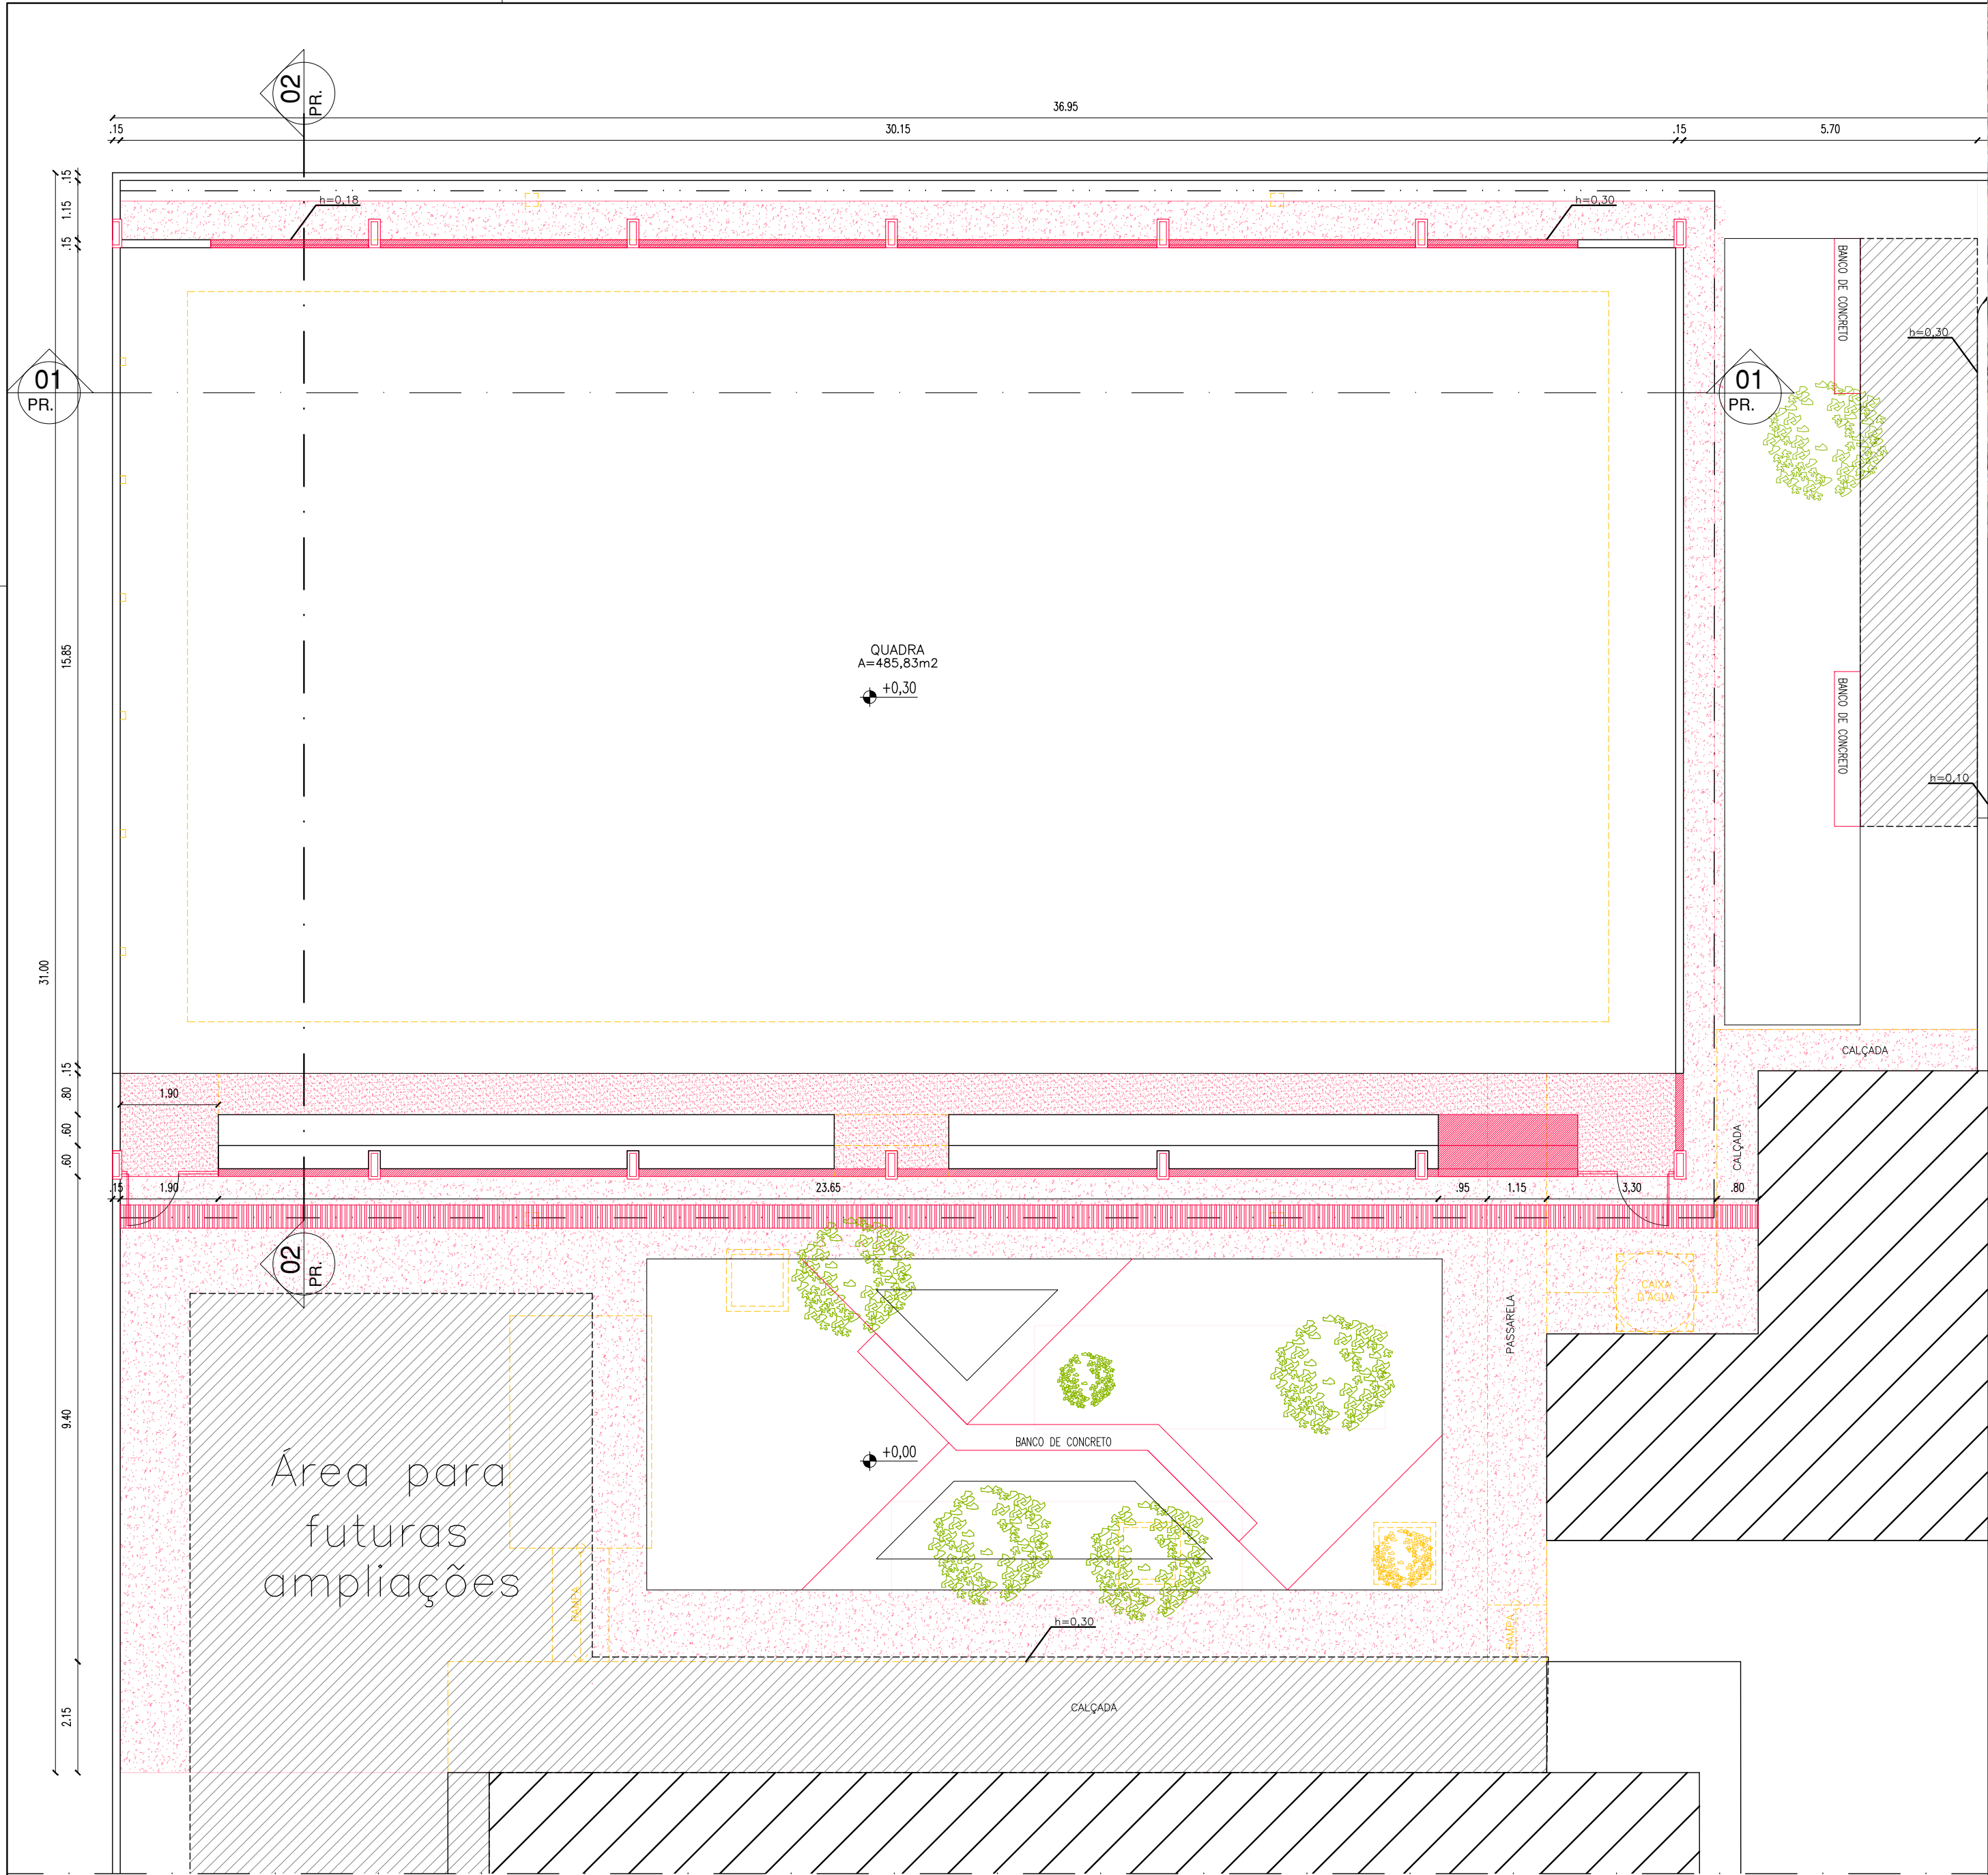 02
PR.
36.95
.15
30.15
.15
5.70
.15
1.15
.15
h=0,18
h=0,30
BANCO DE CONCRETO
h=0,30
01
PR.
01
PR.
15.85
QUADRA
A=485,83m2
+0,30
BANCO DE CONCRETO
h=0,10
31.00
.15
.80
.60
.60
1.90
CALÇADA
CALÇADA
.15
1.90
23.65
.95
1.15
3.30
.80
02
PR.
CAIXA
D'AGUA
PASSARELA
9.40
BANCO DE CONCRETO
+0,00
Área para
futuras
ampliações
RAMPA
RAMPA
h=0,30
2.15
CALÇADA